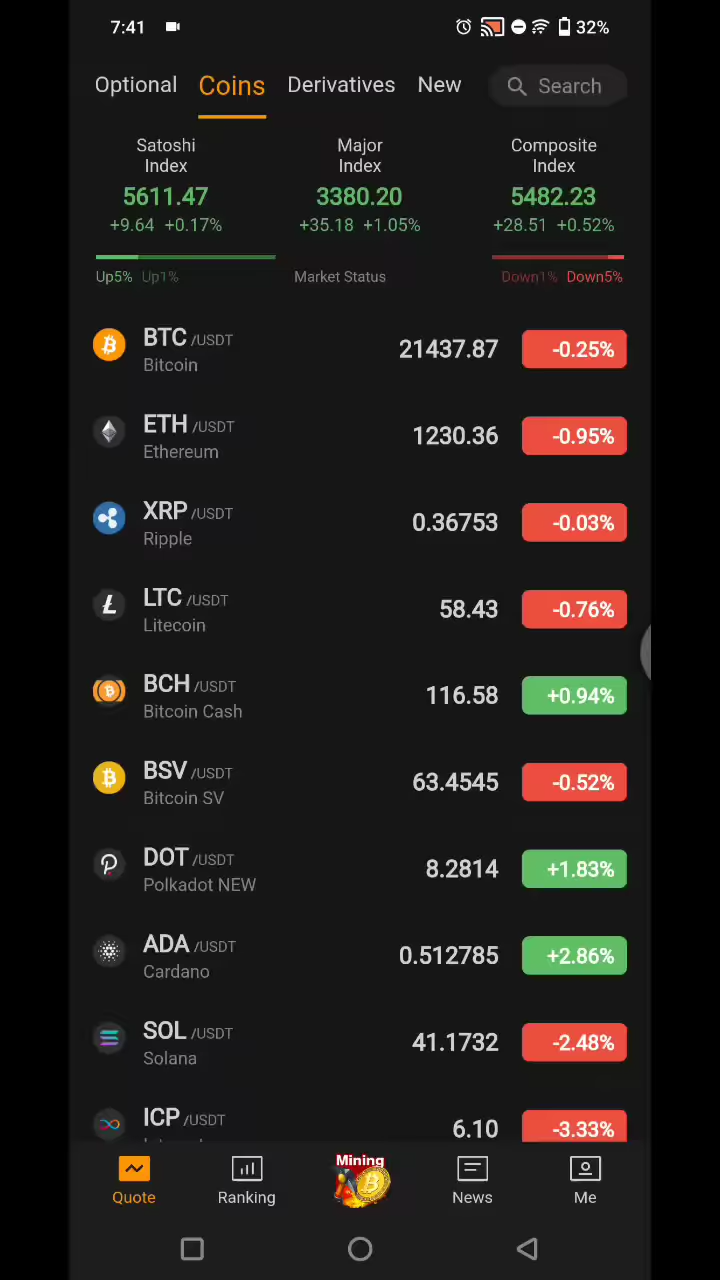 7:41
32%
Optional Coins Derivatives New Search
Satoshi Index
Major Index
Composite Index
5611.47 3380.20 5482.23
+9.64 +0.17% +35.18 +1.05% +28.51 +0.52%
Up5% Up1% Market Status Down1% Down5%
BTC /USDT 21437.87 -0.25%
Bitcoin
ETH /USDT 1230.36 -0.95%
Ethereum
XRP /USDT 0.36753 -0.03%
Ripple
LTC /USDT 58.43 -0.76%
Litecoin
BCH /USDT 116.58 +0.94%
Bitcoin Cash
BSV /USDT 63.4545 -0.52%
Bitcoin SV
DOT /USDT 8.2814 +1.83%
Polkadot NEW
ADA /USDT 0.512785 +2.86%
Cardano
SOL /USDT 41.1732 -2.48%
Solana
ICP /USDT 6.10 -3.33%
Mining
Quote Ranking News Me